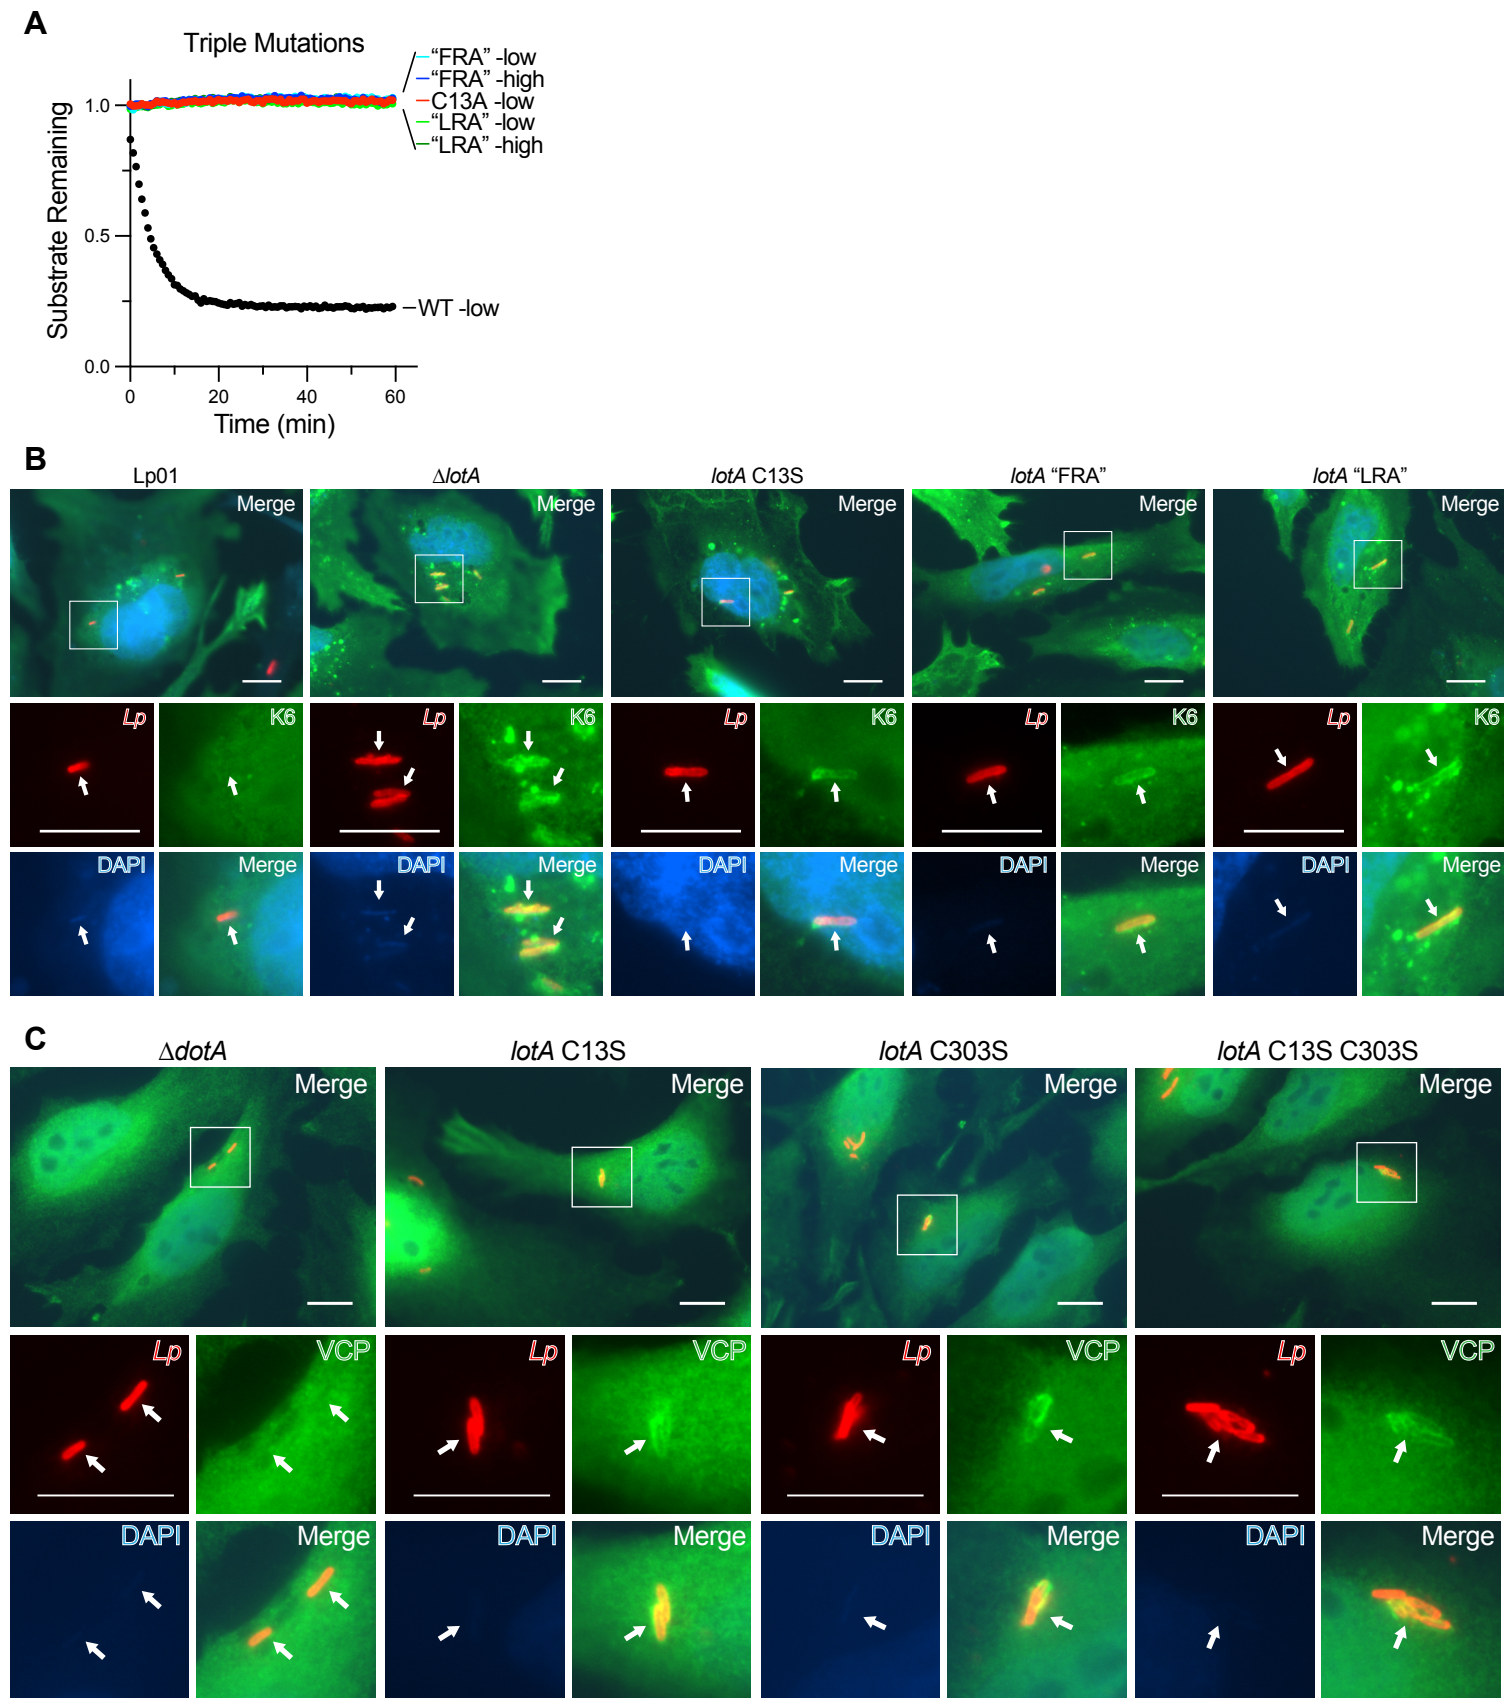 A
Triple Mutations
“FRA” -low
“FRA” -high
C13A -low
“LRA” -low
“LRA” -high
WT -low
Substrate Remaining
1.0
0.5
0.0
0 20 40 60
Time (min)
B
Lp01 ΔlotA lotA C13S lotA “FRA” lotA “LRA”
Merge Merge Merge Merge Merge
Lp K6 Lp K6 Lp K6 Lp K6 Lp K6
DAPI Merge DAPI Merge DAPI Merge DAPI Merge DAPI Merge
C
ΔdotA lotA C13S lotA C303S lotA C13S C303S
Merge Merge Merge Merge
Lp VCP Lp VCP Lp VCP Lp VCP
DAPI Merge DAPI Merge DAPI Merge DAPI Merge